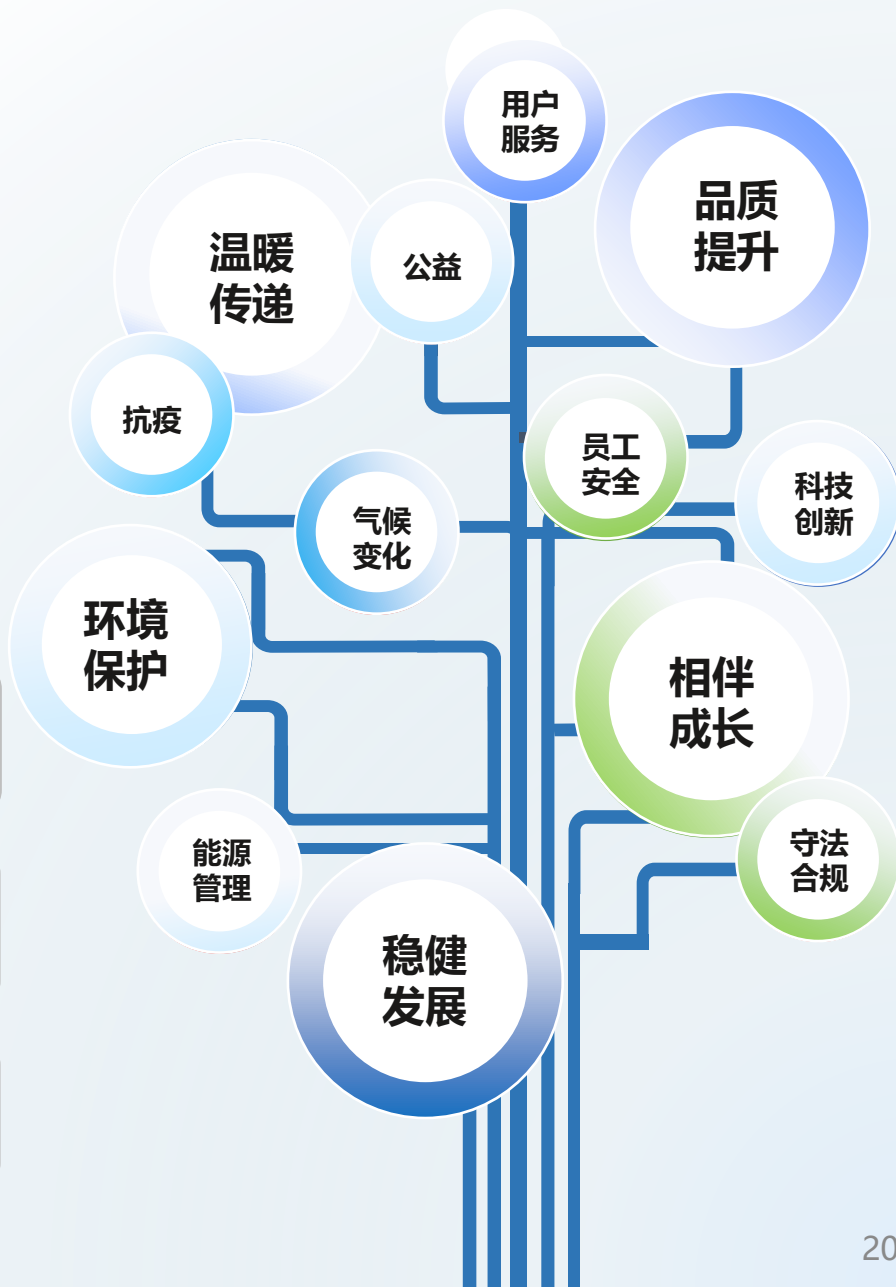 用户
服务
品质
提升
温暖
传递
公益
抗疫
员工
安全
科技
创新
气候
变化
环境
保护
相伴
成长
能源
管理
守法
合规
稳健
发展
20